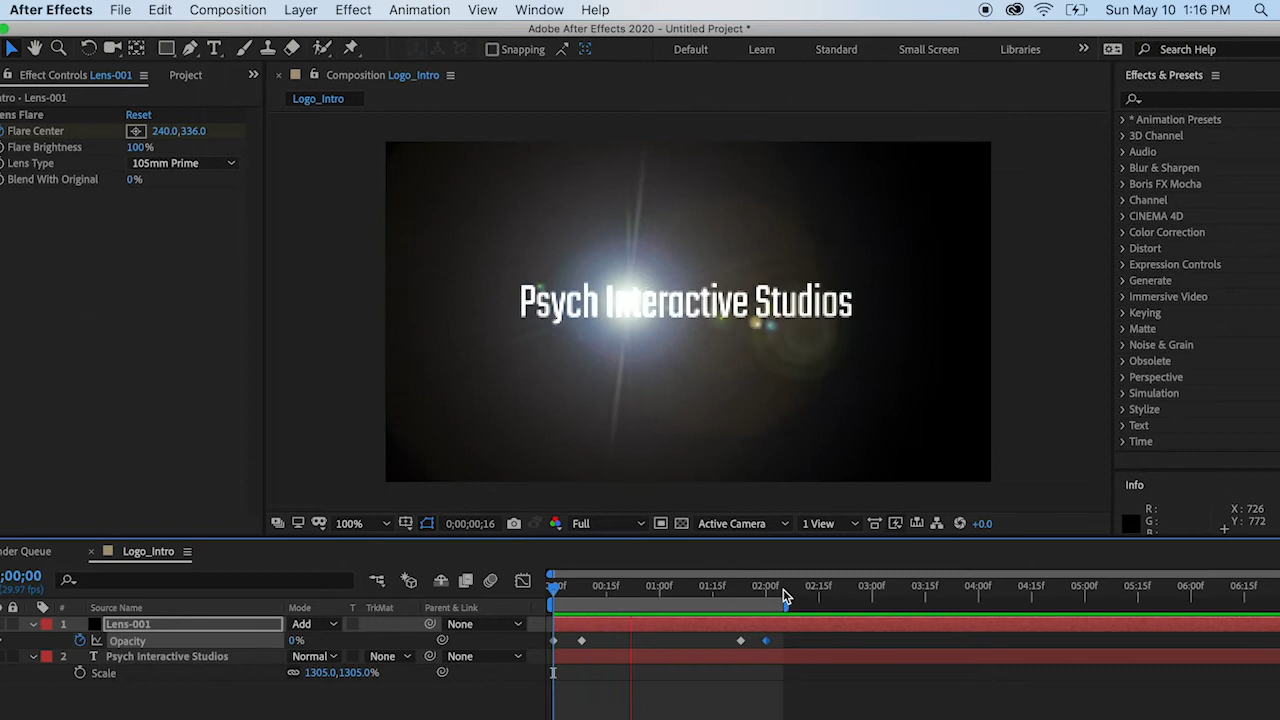 After Effects File Edit Composition Layer Effect Animation View Window Help Sun May 10 1:16 PM
Adobe After Effects 2020 - Untitled Project *
Snapping Default Learn Standard Small Screen Libraries Search Help
Effect Controls Lens-001 Project Composition Logo_Intro Effects & Presets
ntro - Lens-001 Logo_Intro
ens Flare Reset
Flare Center 240.0,336.0
Flare Brightness 100%
Lens Type 105mm Prime
Blend With Original 0%
Psych Interactive Studios
* Animation Presets
3D Channel
Audio
Blur & Sharpen
Boris FX Mocha
Channel
CINEMA 4D
Color Correction
Distort
Expression Controls
Generate
Immersive Video
Keying
Matte
Noise & Grain
Obsolete
Perspective
Simulation
Stylize
Text
Time
Info
R: X: 726
G: Y: 772
100% 0;00;00;16 Full Active Camera 1 View +0.0
nder Queue Logo_Intro
;00;00
(29.97 fps)
:00f 00:15f 01:00f 01:15f 02:00f 02:15f 03:00f 03:15f 04:00f 04:15f 05:00f 05:15f 06:00f 06:15f
# Source Name Mode T TrkMat Parent & Link
1 Lens-001 Add None
Opacity 0%
2 T Psych Interactive Studios Normal None None
Scale 1305.0,1305.0%